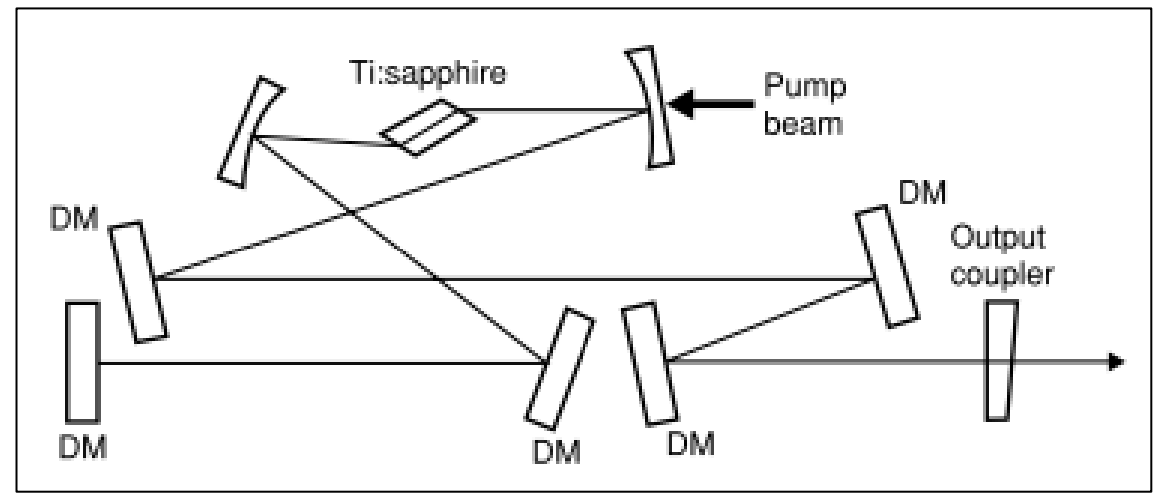 Ti:sapphire
Pump
beam
DM
DM
Output
coupler
DM
DM
DM